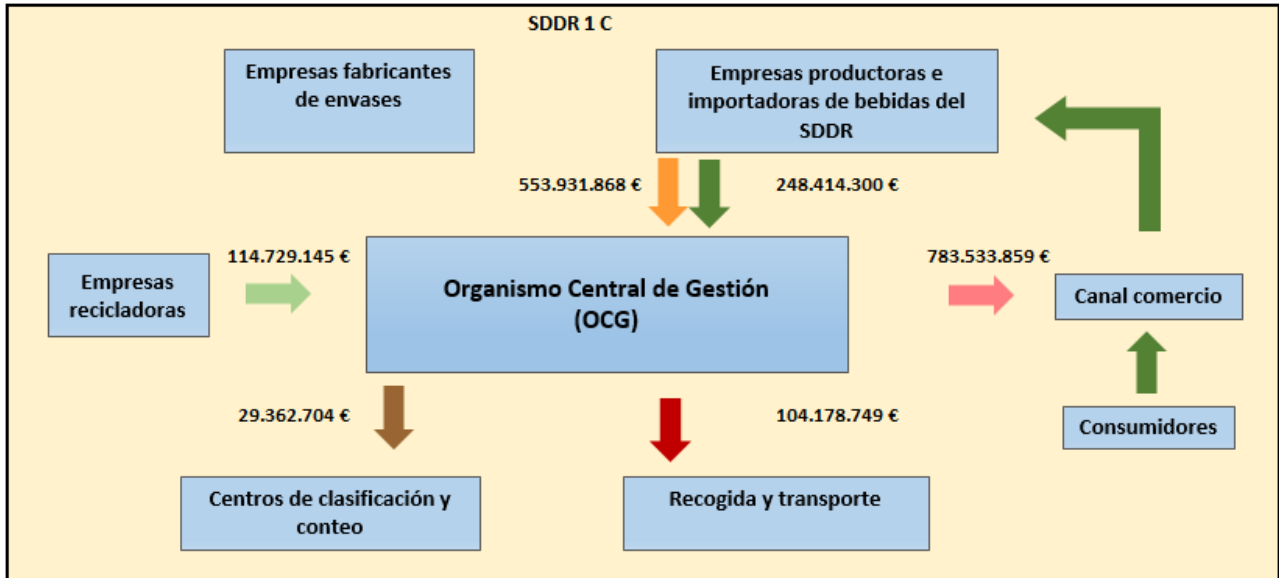 SDDR 1 C
Empresas fabricantes
de envases
Empresas productoras e
importadoras de bebidas del
SDDR
553.931.868 €
248.414.300 €
114.729.145 €
783.533.859 €
Empresas
recicladoras
Organismo Central de Gestión
(OCG)
Canal comercio
29.362.704 €
104.178.749 €
Consumidores
Centros de clasificación y
conteo
Recogida y transporte